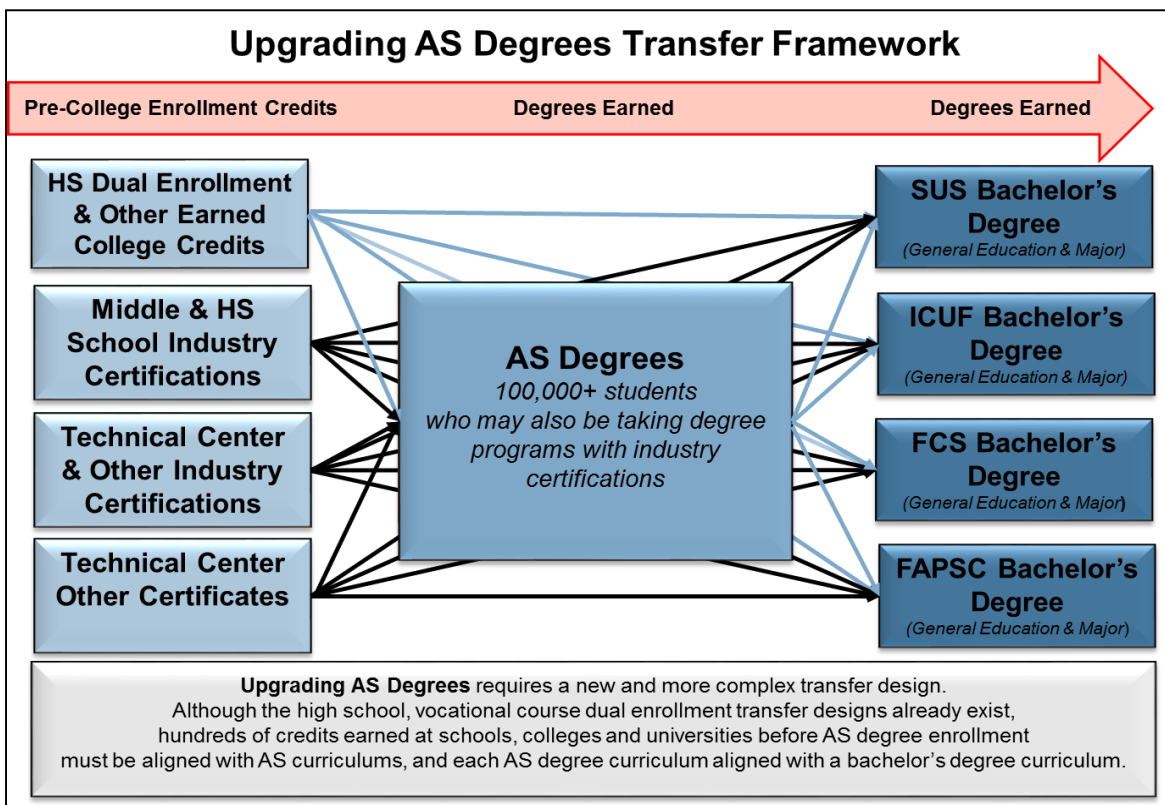 Upgrading AS Degrees Transfer Framework
Pre-College Enrollment Credits
Degrees Earned
Degrees Earned
HS Dual Enrollment
& Other Earned
College Credits
Middle & HS
School Industry
Certifications
Technical Center
& Other Industry
Certifications
Technical Center
Other Certificates
AS Degrees
100,000+ students
who may also be taking degree
programs with industry
certifications
SUS Bachelor’s
Degree
(General Education & Major)
ICUF Bachelor’s
Degree
(General Education & Major)
FCS Bachelor’s
Degree
(General Education & Major)
FAPSC Bachelor’s
Degree
(General Education & Major)
Upgrading AS Degrees requires a new and more complex transfer design.
Although the high school, vocational course dual enrollment transfer designs already exist,
hundreds of credits earned at schools, colleges and universities before AS degree enrollment
must be aligned with AS curriculums, and each AS degree curriculum aligned with a bachelor’s degree curriculum.